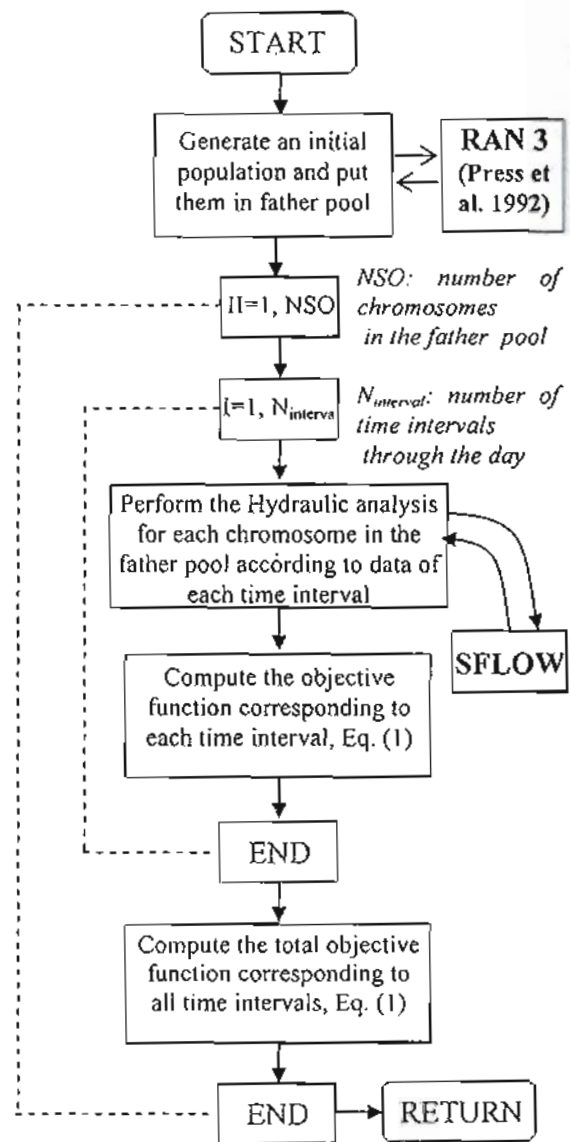 START
Generate an initial
population and put
them in father pool
RAN 3
(Press et
al. 1992)
II=1, NSO
NSO: number of
chromosomes
in the father pool
I=1, Ninterva
Ninterval: number of
time intervals
through the day
Perform the Hydraulic analysis
for each chromosome in the
father pool according to data of
each time interval
SFLOW
Compute the objective
function corresponding to
each time interval, Eq. (1)
END
Compute the total objective
function corresponding to
all time intervals, Eq. (1)
END
RETURN